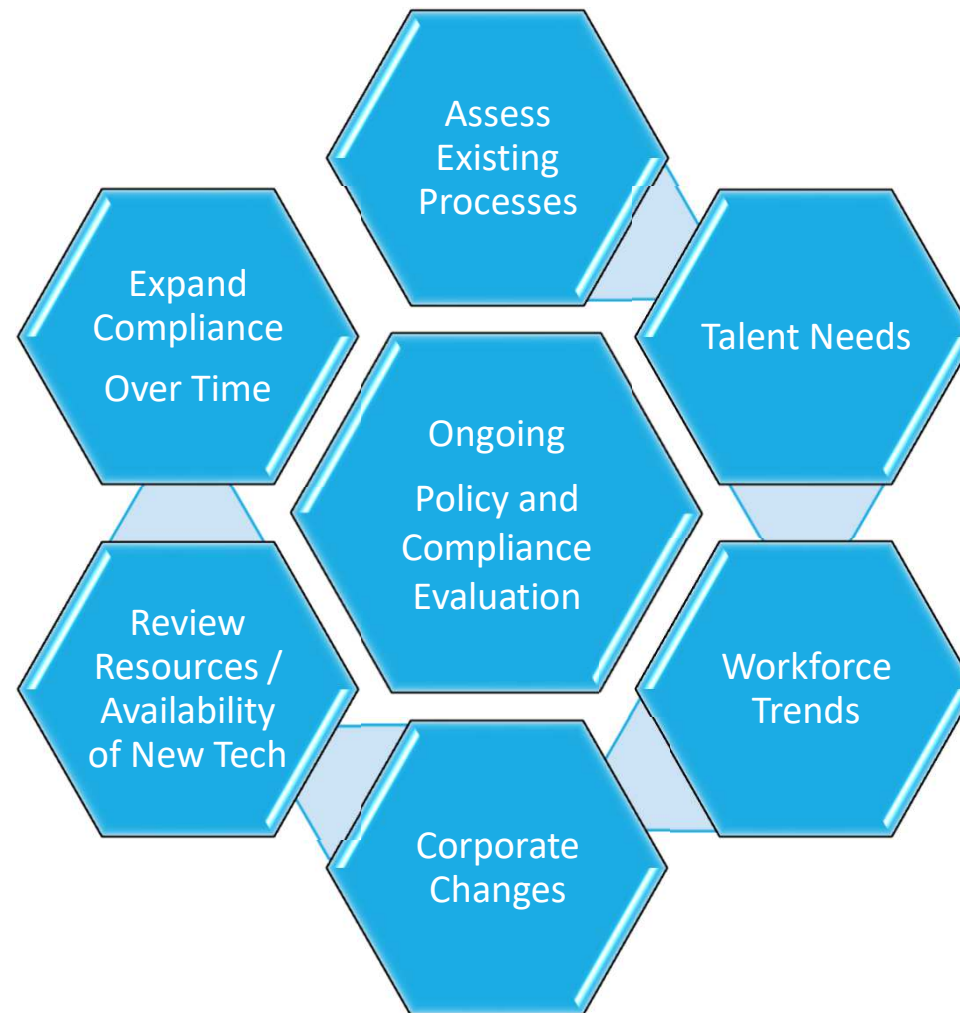 Assess
Existing
Processes
Talent Needs
Workforce
Trends
Corporate
Changes
Review
Resources /
Availability
of New Tech
Expand
Compliance
Over Time
Ongoing
Policy and
Compliance
Evaluation